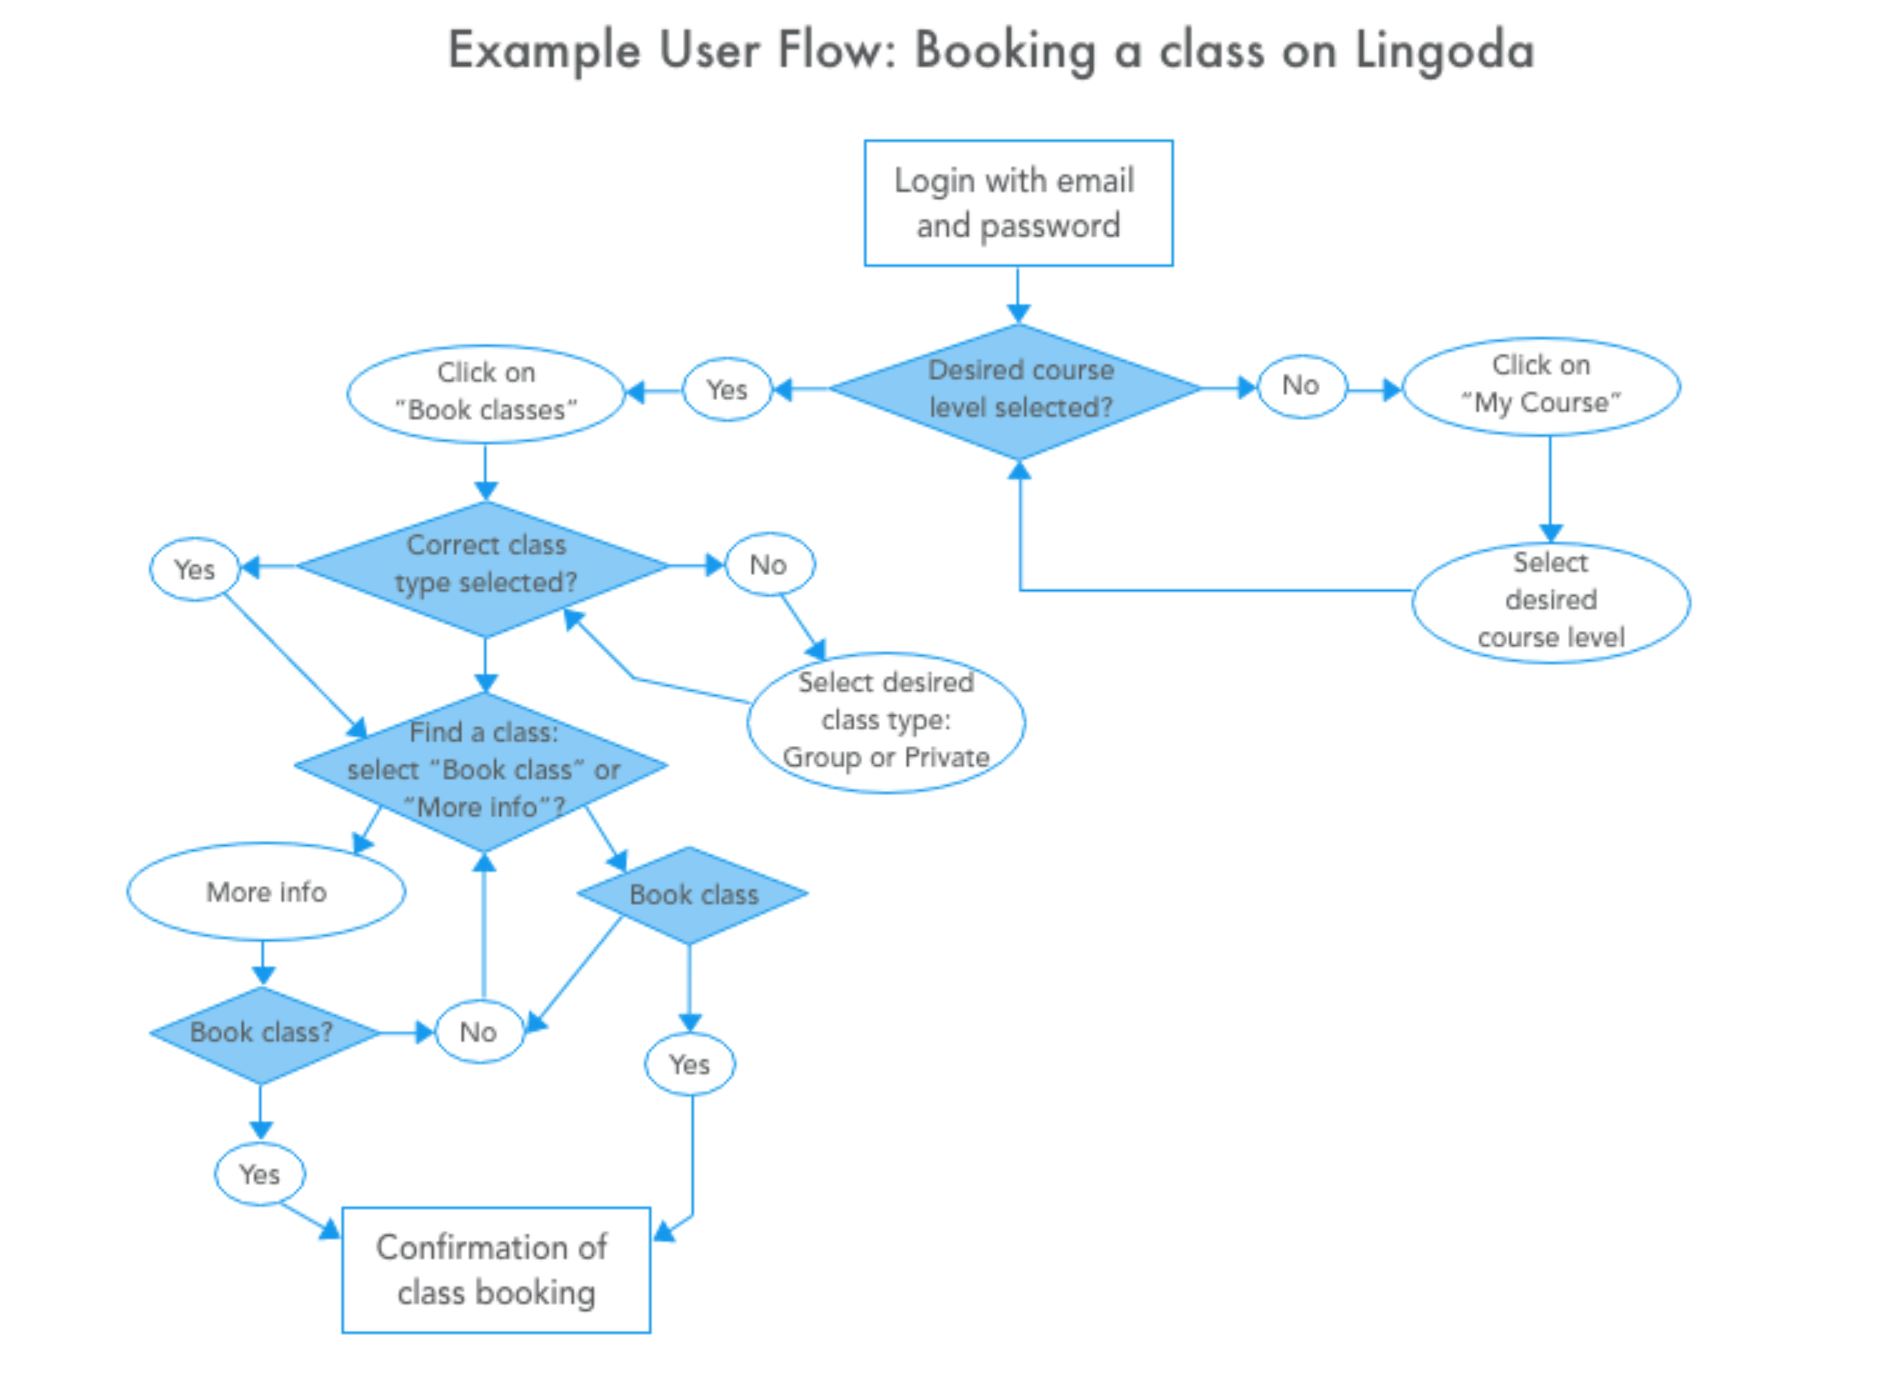 Example User Flow: Booking a class on Lingoda
Login with email
and password
Desired course
level selected?
Yes
Click on
“Book classes”
No
Click on
“My Course”
Select
desired
course level
Correct class
type selected?
Yes
No
Select desired
class type:
Group or Private
Find a class:
select “Book class” or
“More info”?
More info
Book class
Book class?
No
Yes
Yes
Confirmation of
class booking